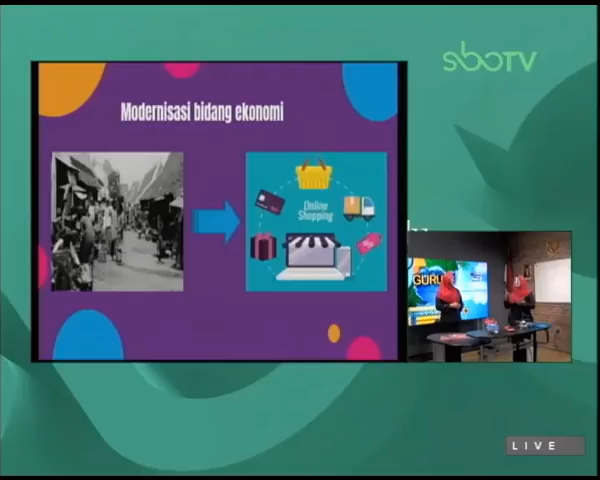 sboTV
Modernisasi bidang ekonomi
Online
Shopping
GURU
LIVE